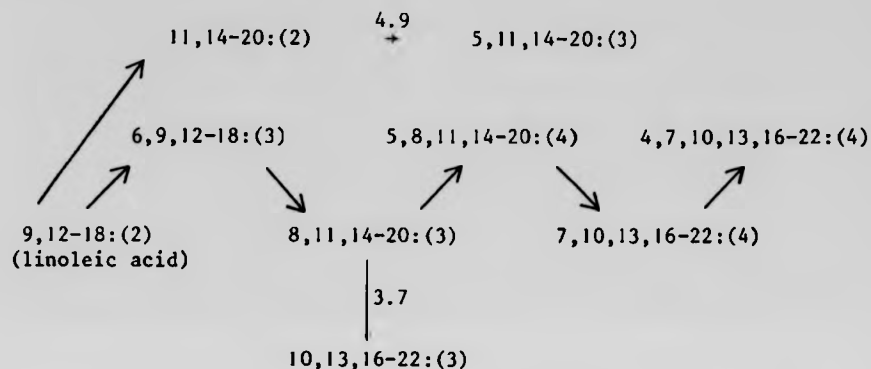 4.9
11,14-20:(2) → 5,11,14-20:(3)
6,9,12-18:(3) 5,8,11,14-20:(4) 4,7,10,13,16-22:(4)
9,12-18:(2) 8,11,14-20:(3) 7,10,13,16-22:(4)
(linoleic acid)
3.7
10,13,16-22:(3)